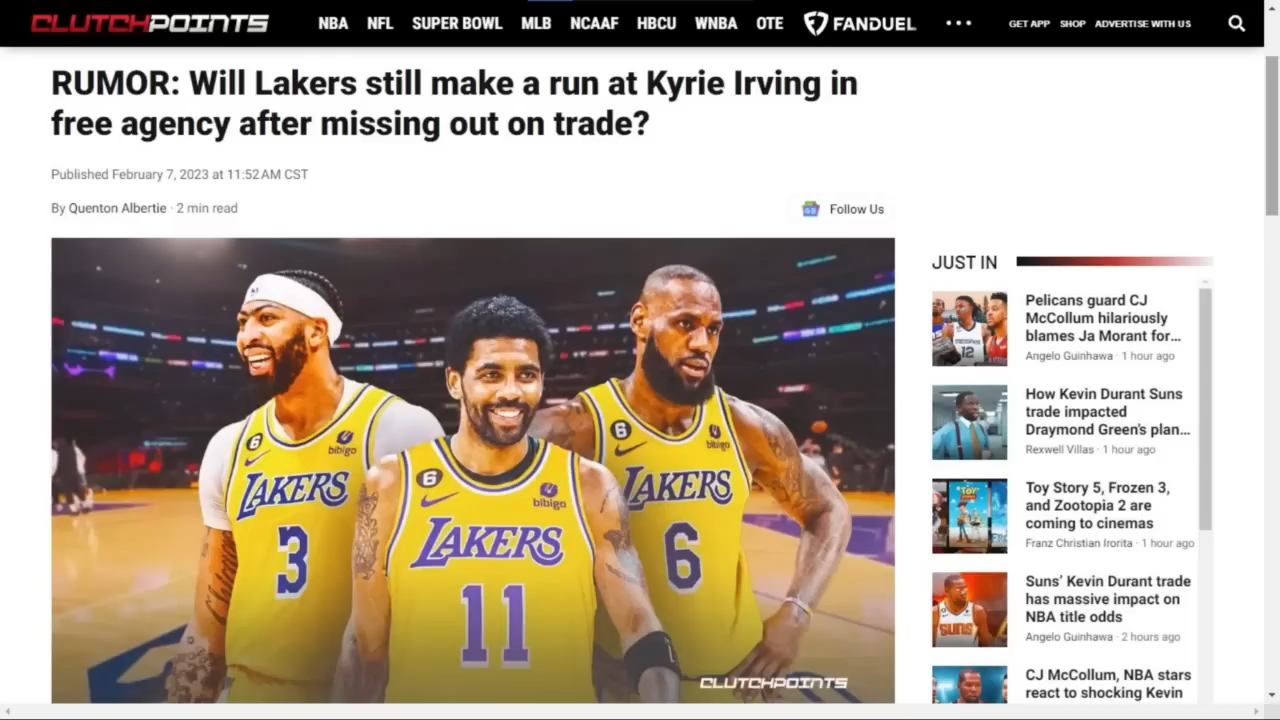 CLUTCHPOINTS
NBA NFL SUPER BOWL MLB NCAAF HBCU WNBA OTE FANDUEL ••• GET APP SHOP ADVERTISE WITH US
RUMOR: Will Lakers still make a run at Kyrie Irving in
free agency after missing out on trade?
Published February 7, 2023 at 11:52AM CST
By Quenton Albertie · 2 min read
Follow Us
6
bibigo
LAKERS
3
6
bibigo
LAKERS
11
6
bibigo
LAKERS
6
CLUTCHPOINTS
JUST IN
Pelicans guard CJ
McCollum hilariously
blames Ja Morant for...
Angelo Guinhawa · 1 hour ago
12
How Kevin Durant Suns
trade impacted
Draymond Green's plan...
Rexwell Villas · 1 hour ago
Toy Story 5, Frozen 3,
and Zootopia 2 are
coming to cinemas
Franz Christian Irorita · 1 hour ago
TOY
Suns' Kevin Durant trade
has massive impact on
NBA title odds
Angelo Guinhawa · 2 hours ago
SUNS
CJ McCollum, NBA stars
react to shocking Kevin